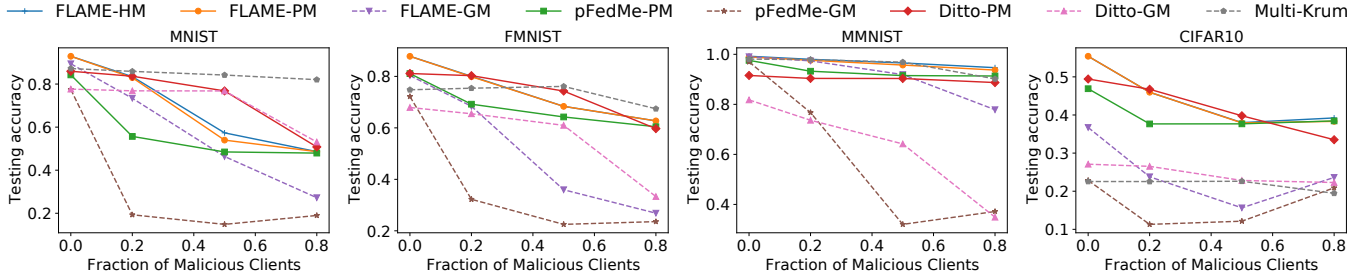 FLAME-HM FLAME-PM FLAME-GM pFedMe-PM pFedMe-GM Ditto-PM Ditto-GM Multi-Krum
MNIST FMNIST MMNIST CIFAR10
Testing accuracy
0.8
0.6
0.4
0.2
0.0 0.2 0.4 0.6 0.8
Fraction of Malicious Clients
Testing accuracy
0.8
0.6
0.4
0.2
0.0 0.2 0.4 0.6 0.8
Fraction of Malicious Clients
Testing accuracy
1.0
0.8
0.6
0.4
0.0 0.2 0.4 0.6 0.8
Fraction of Malicious Clients
Testing accuracy
0.5
0.4
0.3
0.2
0.1
0.0 0.2 0.4 0.6 0.8
Fraction of Malicious Clients